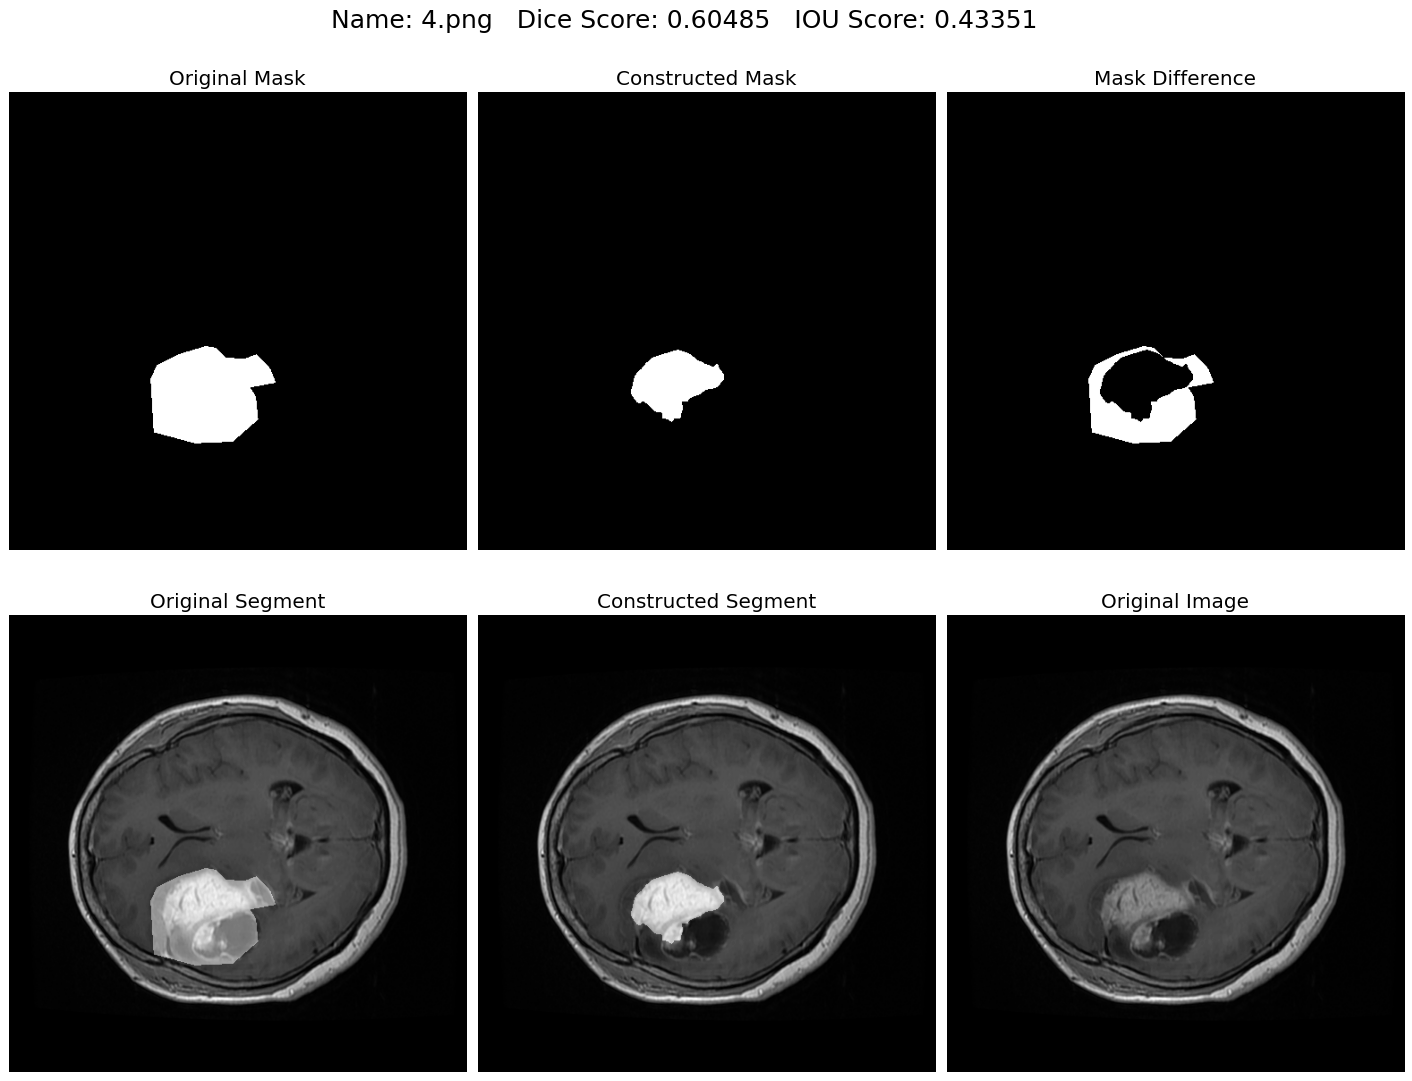 Name: 4.png   Dice Score: 0.60485   IOU Score: 0.43351
Original Mask
Constructed Mask
Mask Difference
Original Segment
Constructed Segment
Original Image